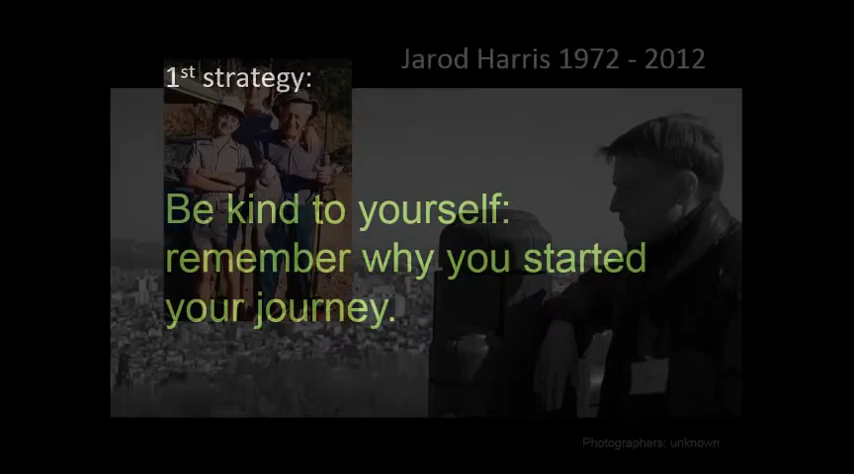 Jarod Harris 1972 - 2012
1st strategy:
Be kind to yourself:
remember why you started
your journey.
Photographers: unknown